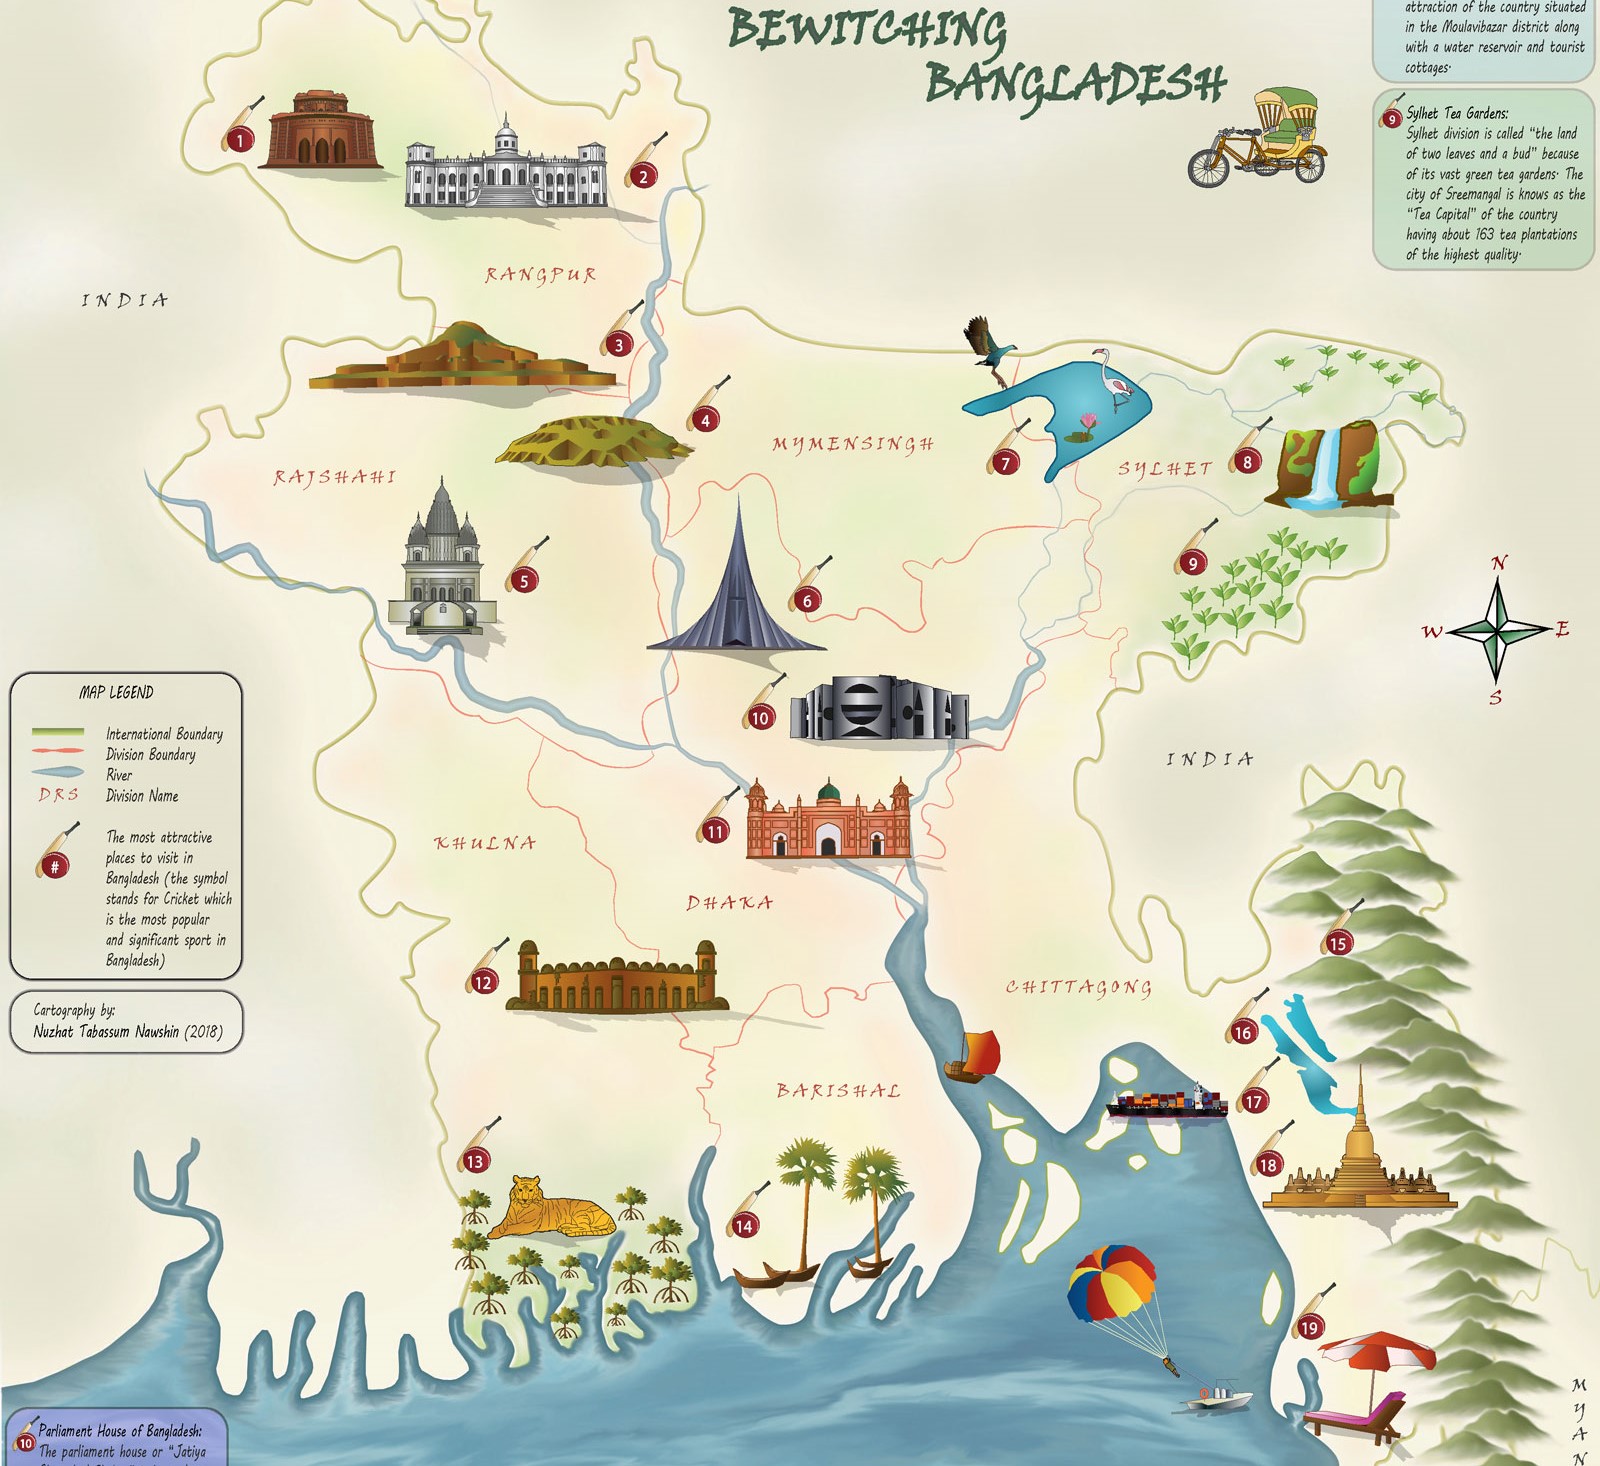 BEWITCHING
BANGLADESH
attraction of the country situated
in the Moulavibazar district along
with a water reservoir and tourist
cottages.
9
Sylhet Tea Gardens:
Sylhet division is called "the land
of two leaves and a bud" because
of its vast green tea gardens. The
city of Sreemangal is knows as the
"Tea Capital" of the country
having about 163 tea plantations
of the highest quality.
1
2
RANGPUR
INDIA
3
4
MYMENSINGH
7
SYLHET
8
RAJSHAHI
5
6
9
N
W
E
S
10
INDIA
MAP LEGEND
International Boundary
Division Boundary
River
DRS
Division Name
#
The most attractive
places to visit in
Bangladesh (the symbol
stands for Cricket which
is the most popular
and significant sport in
Bangladesh)
Cartography by:
Nuzhat Tabassum Nawshin (2018)
11
KHULNA
DHAKA
12
15
CHITTAGONG
16
BARISHAL
17
13
18
14
19
MYAN
10
Parliament House of Bangladesh:
The parliament house or "Jatiya